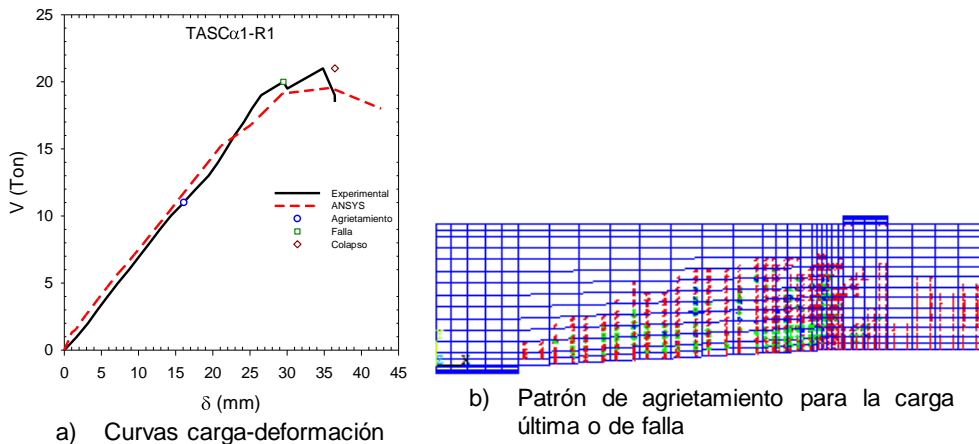 TASCα1-R1
25
20
15
10
5
0
V (Ton)
Experimental
ANSYS
Agrietamiento
Falla
Colapso
0 5 10 15 20 25 30 35 40 45
δ (mm)
a) Curvas carga-deformación
X
b) Patrón de agrietamiento para la carga
última o de falla